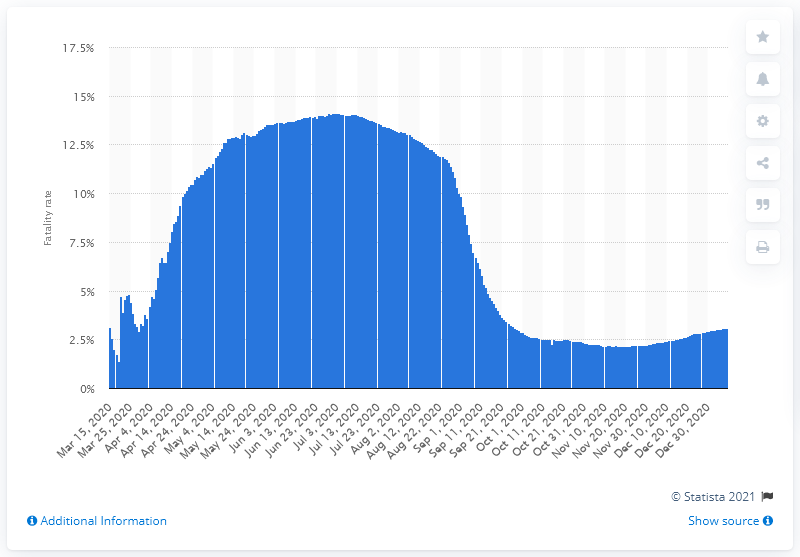 17.5%
15%
12.5%
10%
7.5%
5%
2.5%
0%
Fatality rate
Mar 15, 2020
Mar 25, 2020
Apr 4, 2020
Apr 14, 2020
Apr 24, 2020
May 4, 2020
May 14, 2020
May 24, 2020
Jun 3, 2020
Jun 13, 2020
Jun 23, 2020
Jul 3, 2020
Jul 13, 2020
Jul 23, 2020
Aug 2, 2020
Aug 12, 2020
Aug 22, 2020
Sep 1, 2020
Sep 11, 2020
Sep 21, 2020
Oct 1, 2020
Oct 11, 2020
Oct 21, 2020
Oct 31, 2020
Nov 10, 2020
Nov 20, 2020
Nov 30, 2020
Dec 10, 2020
Dec 20, 2020
Dec 30, 2020
© Statista 2021
Additional Information
Show source